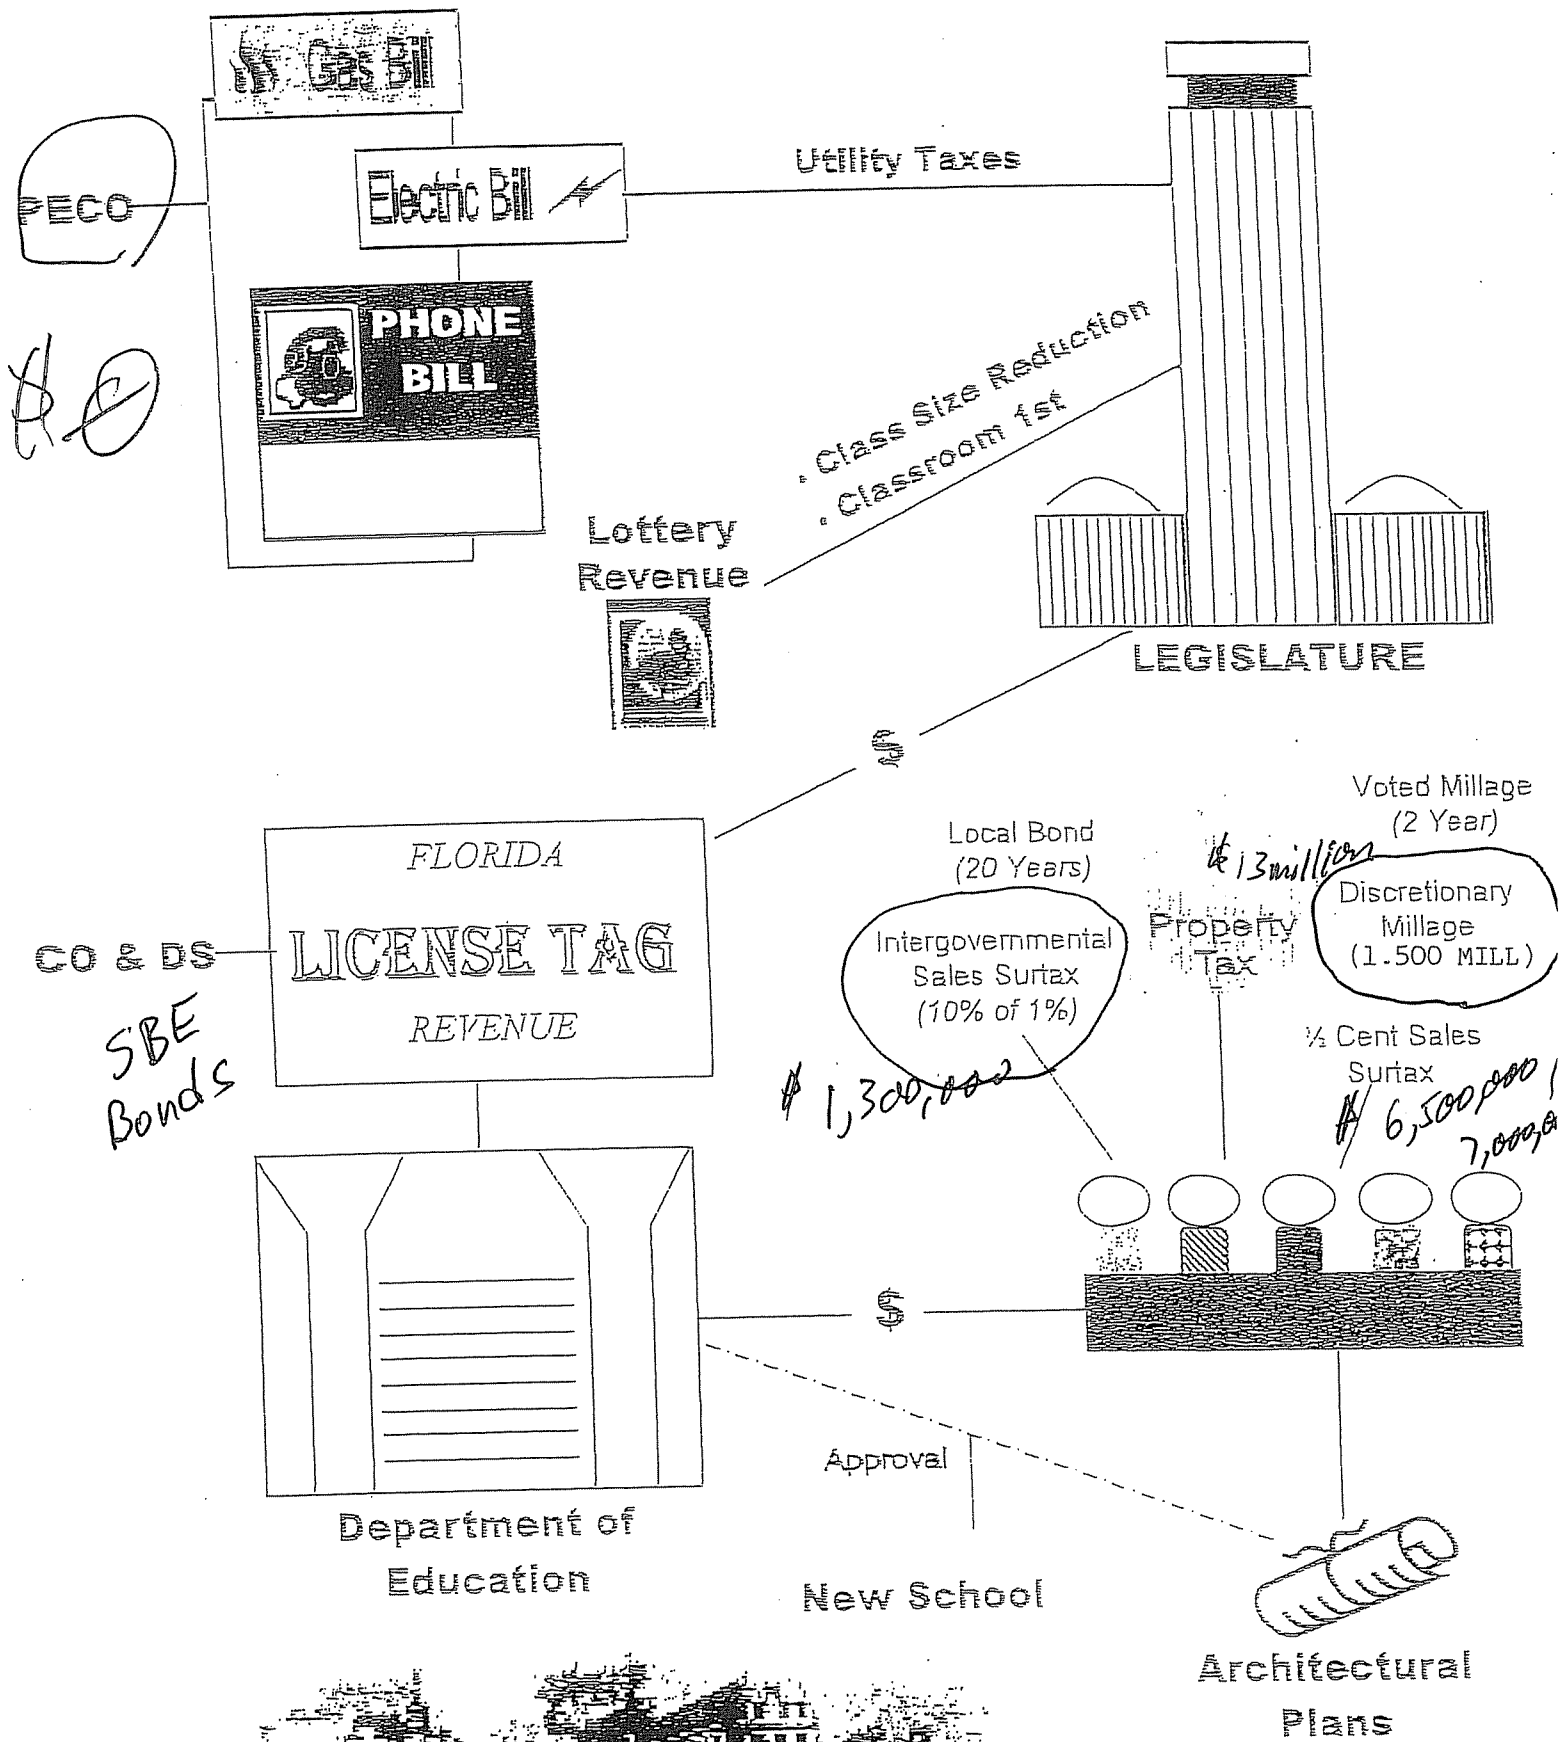 Gas Bill
PECO
Electric Bill
Utility Taxes
PHONE
BILL
. Class Size Reduction
. Classroom 1st
Lottery
Revenue
LEGISLATURE
$
FLORIDA
LICENSE TAG
REVENUE
CO & DS
SBE
Bonds
Local Bond
(20 Years)
Intergovernmental
Sales Surtax
(10% of 1%)
$ 1,300,000
$ 13 million
Property
Tax
Voted Millage
(2 Year)
Discretionary
Millage
(1.500 MILL)
½ Cent Sales
Surtax
$ 6,500,000,
$
Approval
Department of
Education
New School
Architectural
Plans